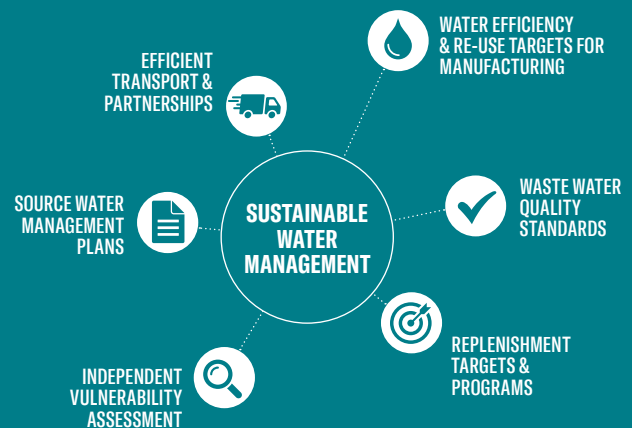 WATER EFFICIENCY
& RE-USE TARGETS FOR
MANUFACTURING
EFFICIENT
TRANSPORT &
PARTNERSHIPS
SOURCE WATER
MANAGEMENT
PLANS
SUSTAINABLE
WATER
MANAGEMENT
WASTE WATER
QUALITY
STANDARDS
REPLENISHMENT
TARGETS &
PROGRAMS
INDEPENDENT
VULNERABILITY
ASSESSMENT